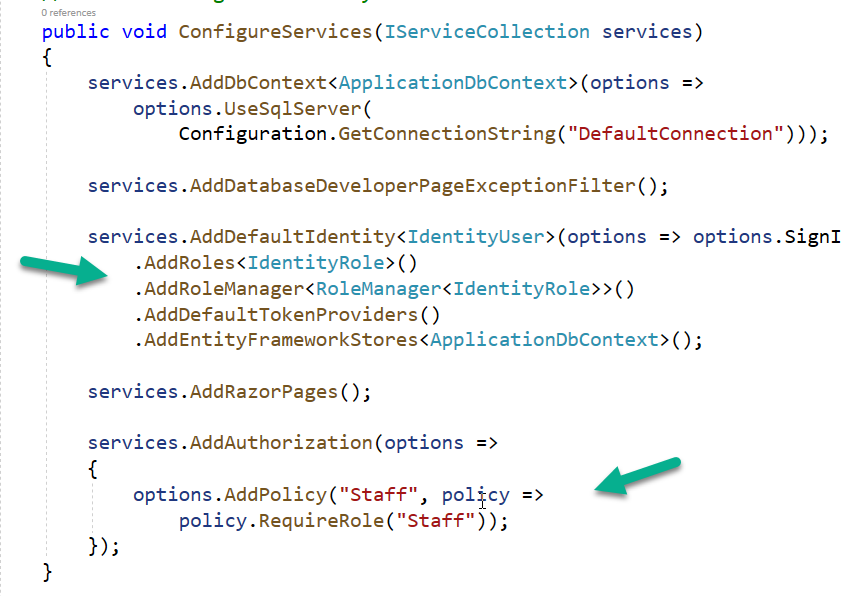 0 references
public void ConfigureServices(IServiceCollection services)
{
    services.AddDbContext<ApplicationDbContext>(options =>
        options.UseSqlServer(
            Configuration.GetConnectionString("DefaultConnection")));
    services.AddDatabaseDeveloperPageExceptionFilter();
    services.AddDefaultIdentity<IdentityUser>(options => options.SignI
        .AddRoles<IdentityRole>()
        .AddRoleManager<RoleManager<IdentityRole>>()
        .AddDefaultTokenProviders()
        .AddEntityFrameworkStores<ApplicationDbContext>();
    services.AddRazorPages();
    services.AddAuthorization(options =>
    {
        options.AddPolicy("Staff", policy =>
            policy.RequireRole("Staff"));
    });
}